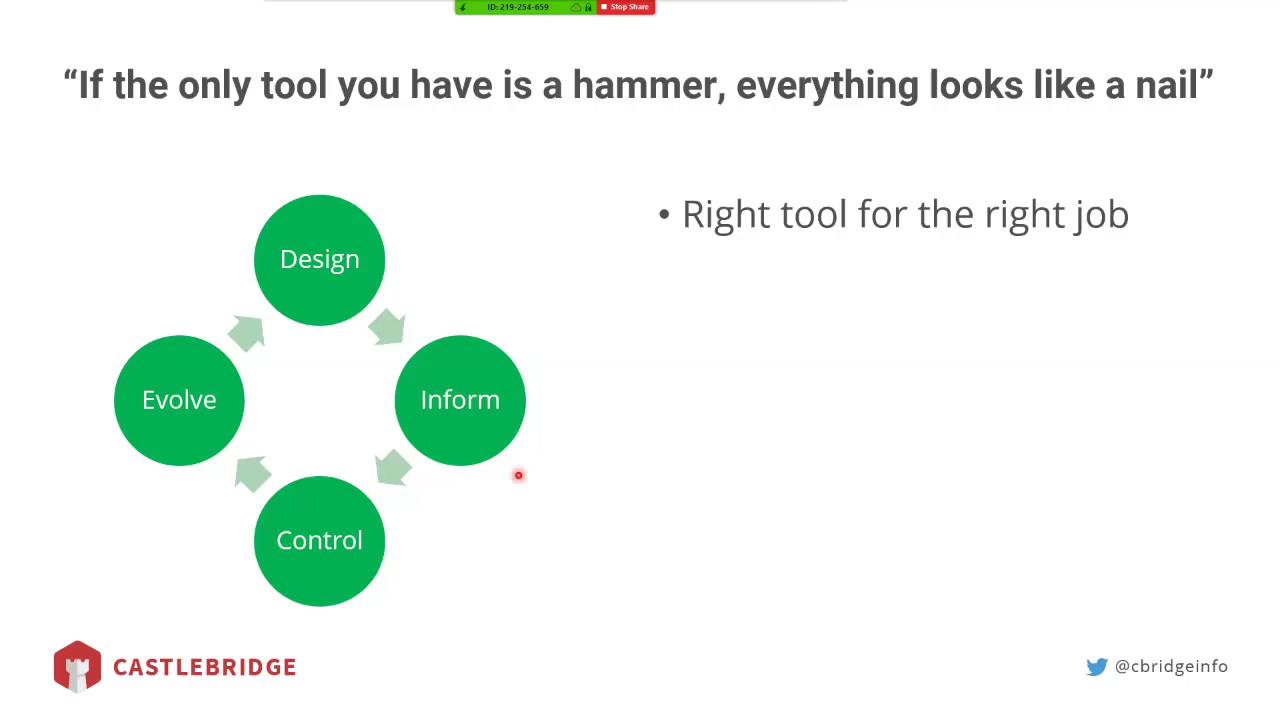 ID: 219-254-659 Stop Share
“If the only tool you have is a hammer, everything looks like a nail”
• Right tool for the right job
Design
Evolve
Inform
Control
CASTLEBRIDGE
@cbridgeinfo